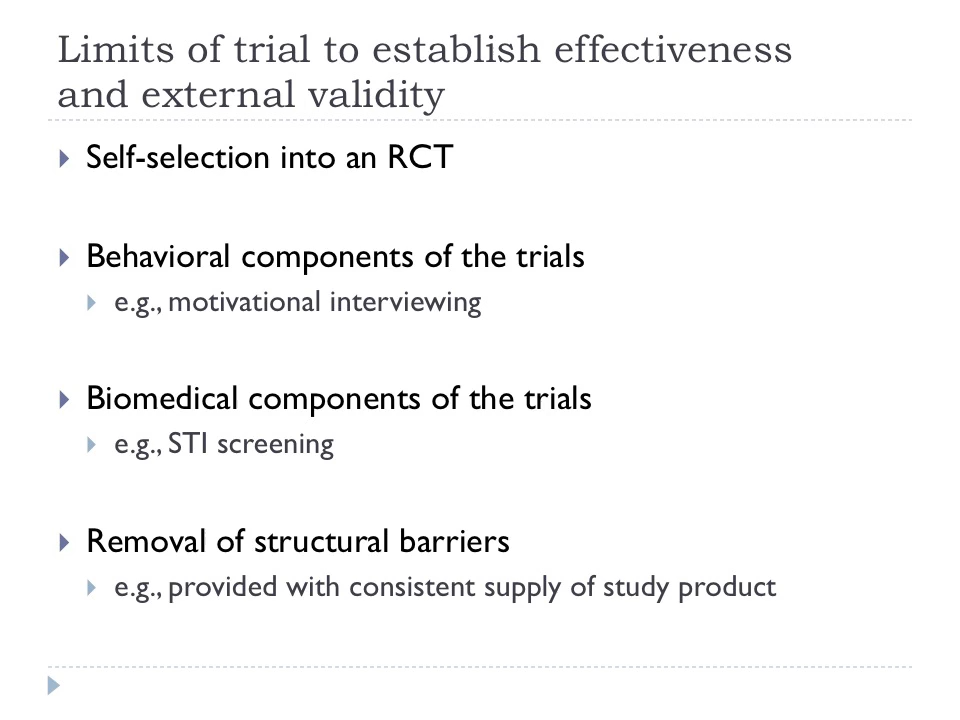 Limits of trial to establish effectiveness
and external validity
Self-selection into an RCT
Behavioral components of the trials
e.g., motivational interviewing
Biomedical components of the trials
e.g., STI screening
Removal of structural barriers
e.g., provided with consistent supply of study product